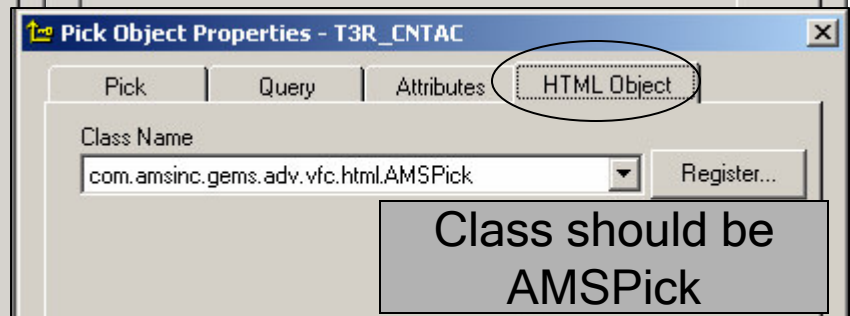 Pick Object Properties - T3R_CNTAC
Pick Query Attributes HTML Object
Class Name
com.amsinc.gems.adv.vfc.html.AMSPick Register...
Class should be
AMSPick